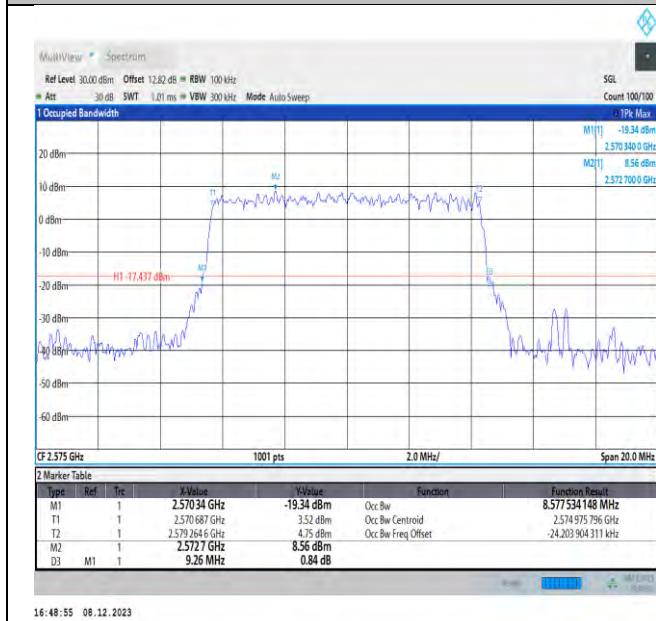 MultiView Spectrum
Ref Level 30.00 dBm Offset 12.82 dB RBW 100 kHz SGL
Att 30 dB SWT 1.01 ms VBW 300 kHz Mode Auto Sweep Count 100/100
1 Occupied Bandwidth 1Pk Max
M1[1] -19.34 dBm
2.570 340 0 GHz
M2[1] 8.56 dBm
2.572 700 0 GHz
20 dBm
M2
10 dBm
T1 T2
0 dBm
-10 dBm
M1
H1 -17.437 dBm
-20 dBm
-30 dBm
-40 dBm
-50 dBm
-60 dBm
CF 2.575 GHz 1001 pts 2.0 MHz/ Span 20.0 MHz
2 Marker Table
Type Ref Trc X-Value Y-Value Function Function Result
M1 1 2.57034 GHz -19.34 dBm Occ Bw 8.577 534 148 MHz
T1 1 2.570 687 GHz 3.52 dBm Occ Bw Centroid 2.574 975 796 GHz
T2 1 2.579 264 6 GHz 4.75 dBm Occ Bw Freq Offset -24.203 904 311 kHz
M2 1 2.5727 GHz 8.56 dBm
D3 M1 1 9.26 MHz 0.84 dB
16:48:55 08.12.2023